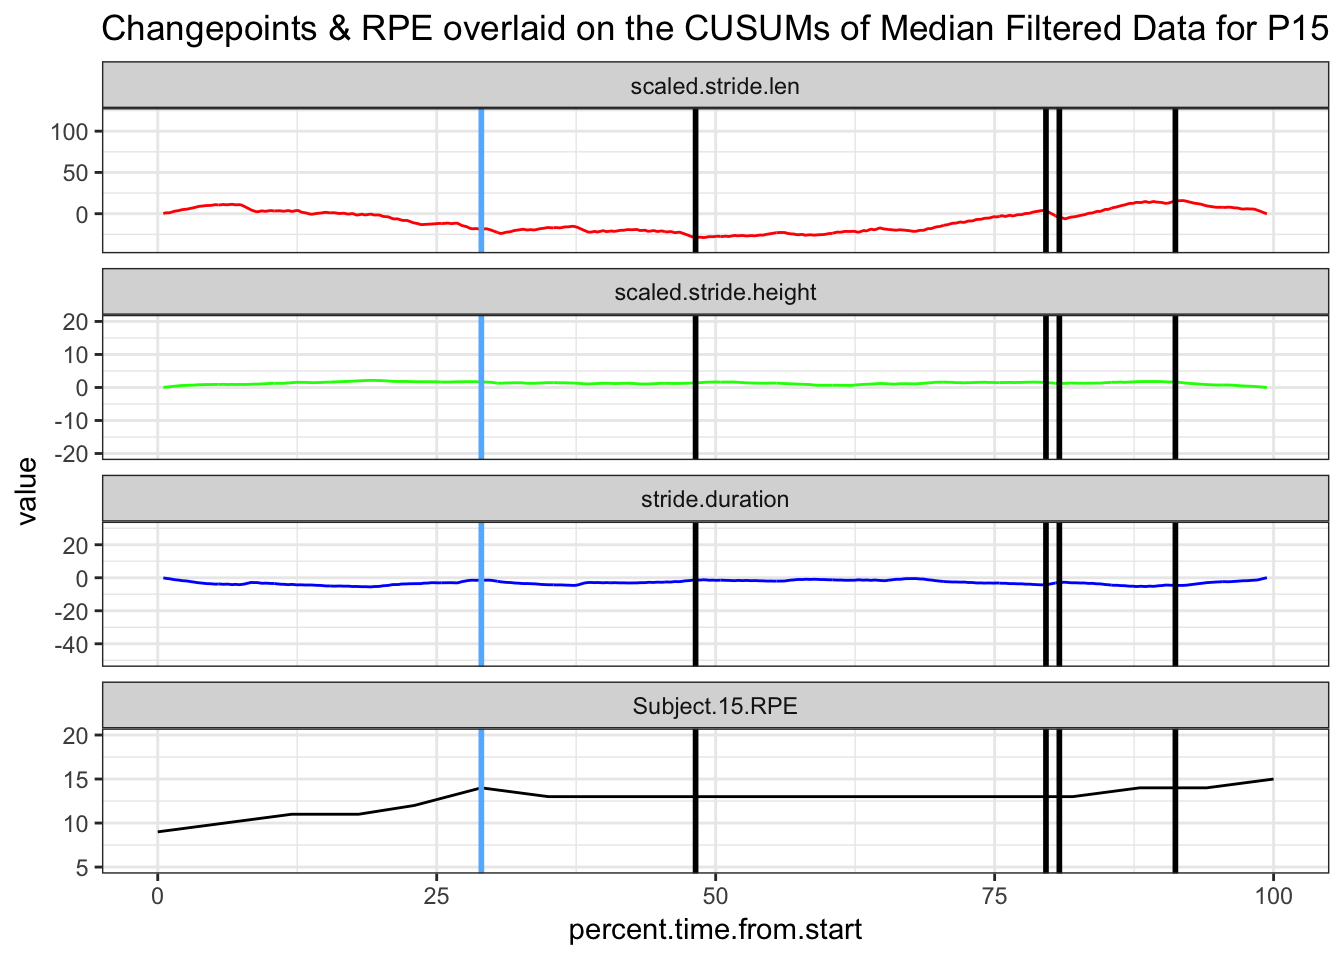 Changepoints & RPE overlaid on the CUSUMs of Median Filtered Data for P15
scaled.stride.len
100
50
0
scaled.stride.height
20
10
0
-10
-20
value
stride.duration
20
0
-20
-40
Subject.15.RPE
20
15
10
5
0 25 50 75 100
percent.time.from.start